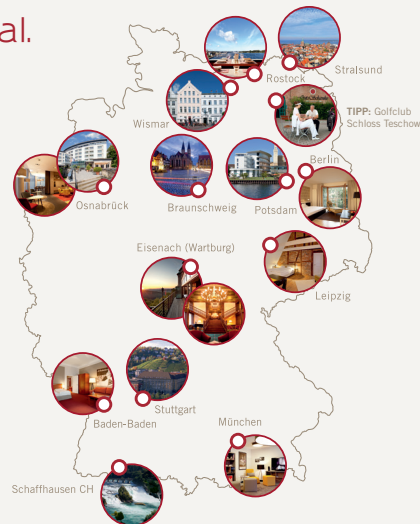 al.
Stralsund
Rostock
Wismar
TIPP: Golfclub
Schloss Teschow
Berlin
Osnabrück
Braunschweig
Potsdam
Eisenach (Wartburg)
Leipzig
Stuttgart
Baden-Baden
München
Schaffhausen CH